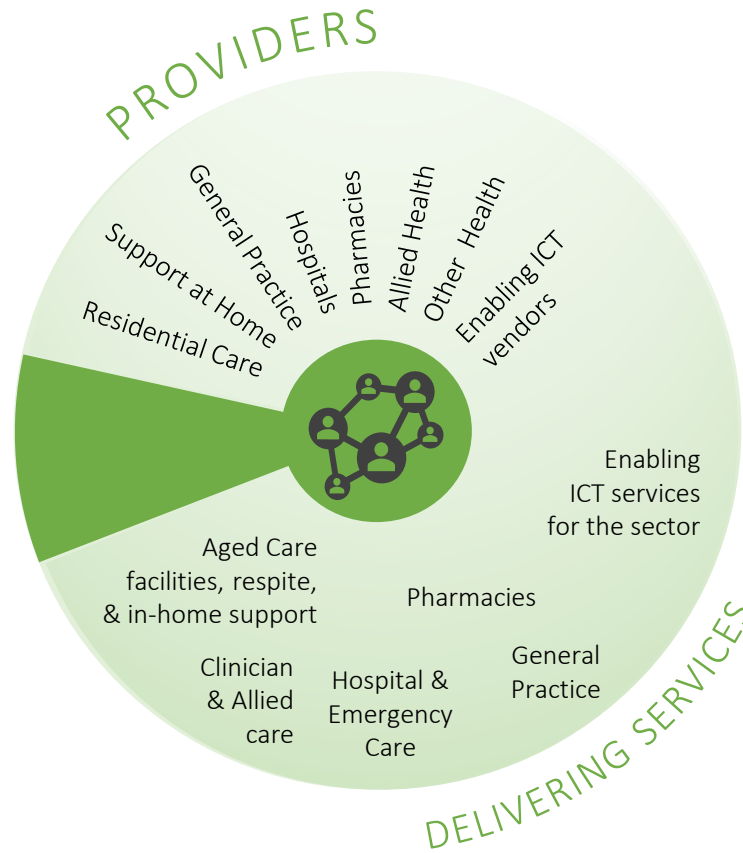 PROVIDERS
Residential Care
Support at Home
General Practice
Hospitals
Pharmacies
Allied Health
Other Health
Enabling ICT
vendors
Enabling
ICT services
for the sector
Aged Care
facilities, respite,
& in-home support
Pharmacies
Clinician
& Allied
care
Hospital &
Emergency
Care
General
Practice
DELIVERING SERVICES